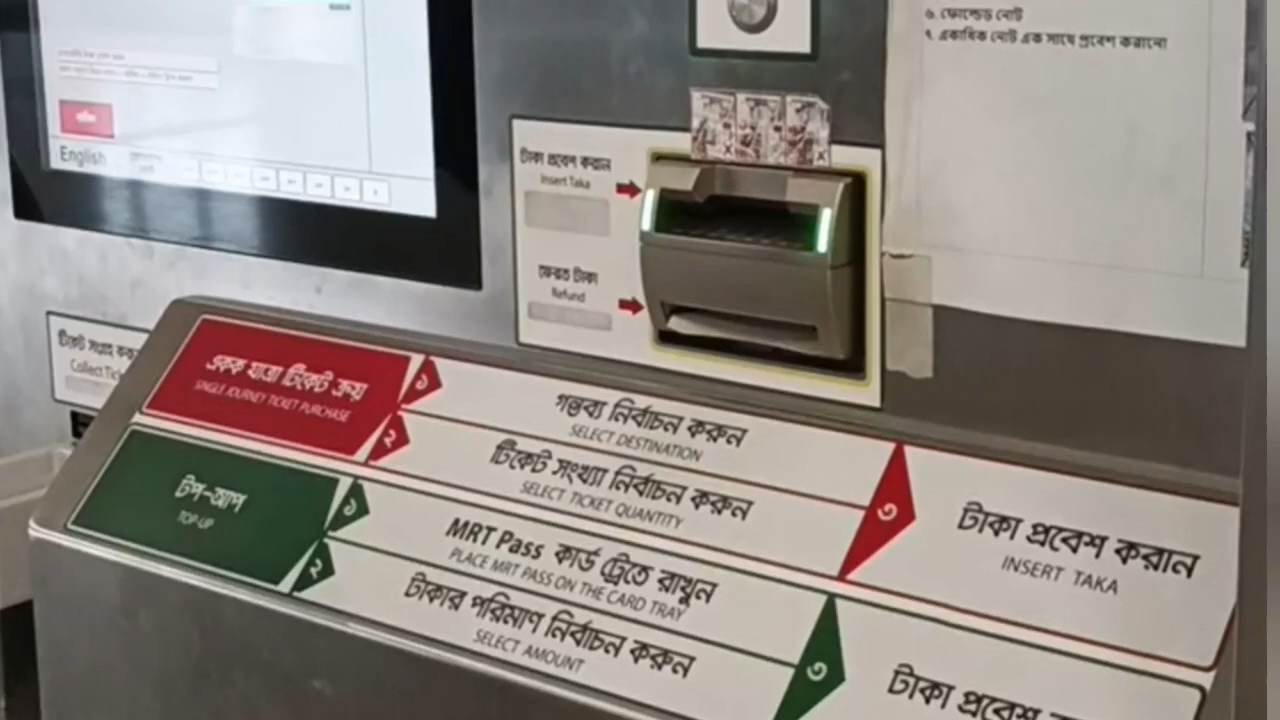 ৬. ফোল্ডেড নোট
৭. একাধিক নোট এক সাথে প্রবেশ করানো
English
টাকা প্রবেশ করান
Insert Taka
ফেরত টাকা
Refund
টিকেট সংগ্রহ
Collect
একক যাত্রা টিকেট ক্রয়
SINGLE JOURNEY TICKET PURCHASE
১
গন্তব্য নির্বাচন করুন
SELECT DESTINATION
২
টিকেট সংখ্যা নির্বাচন করুন
SELECT TICKET QUANTITY
৩
টাকা প্রবেশ করান
INSERT TAKA
টপ-আপ
TOP-UP
১
MRT Pass কার্ড ট্রেতে রাখুন
PLACE MRT PASS ON THE CARD TRAY
২
টাকার পরিমাণ নির্বাচন করুন
SELECT AMOUNT
৩
টাকা প্রবেশ